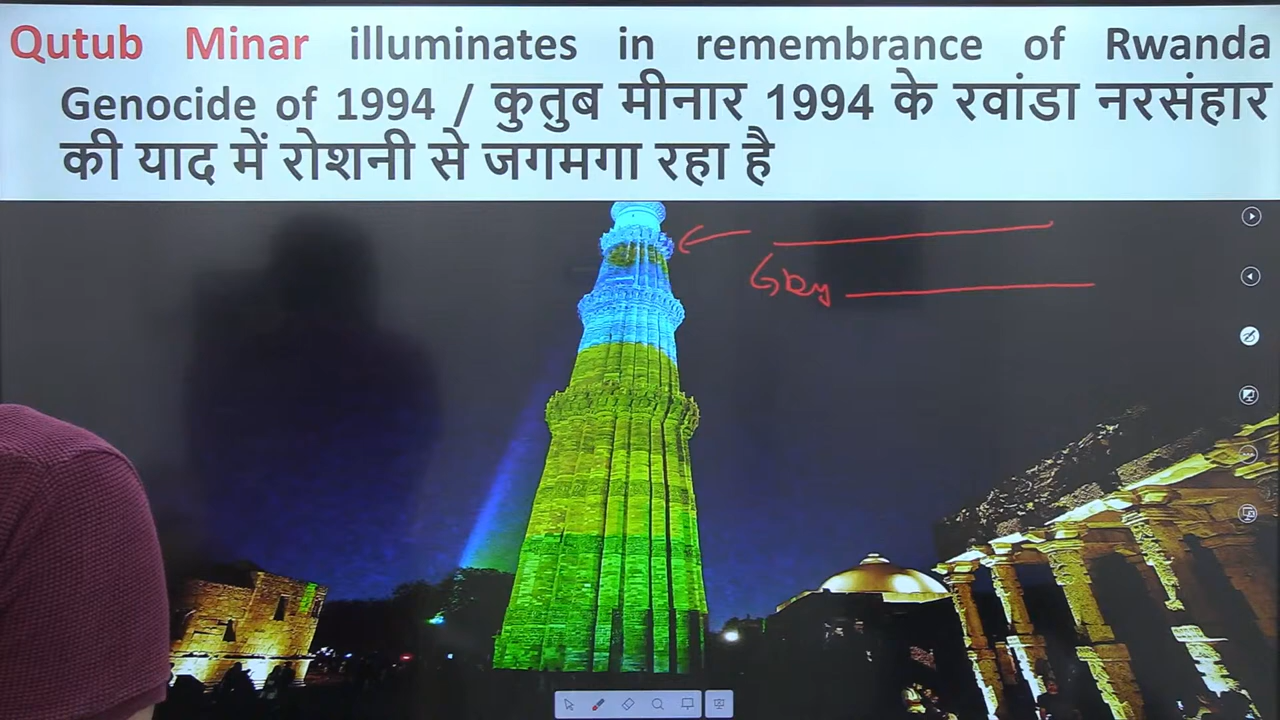 Qutub Minar illuminates in remembrance of Rwanda
Genocide of 1994 / कुतुब मीनार 1994 के रवांडा नरसंहार
की याद में रोशनी से जगमगा रहा है